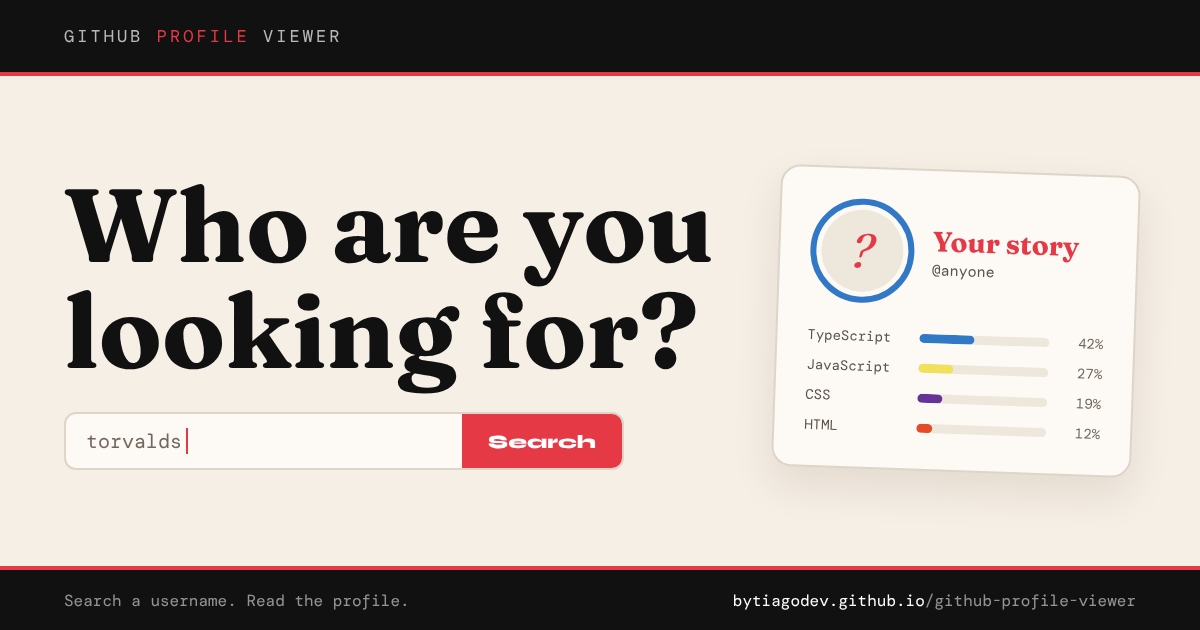 GITHUB PROFILE VIEWER
Who are you
looking for?
torvalds
Search
?
Your story
@anyone
TypeScript 42%
JavaScript 27%
CSS 19%
HTML 12%
Search a username. Read the profile.
bytiagodev.github.io/github-profile-viewer